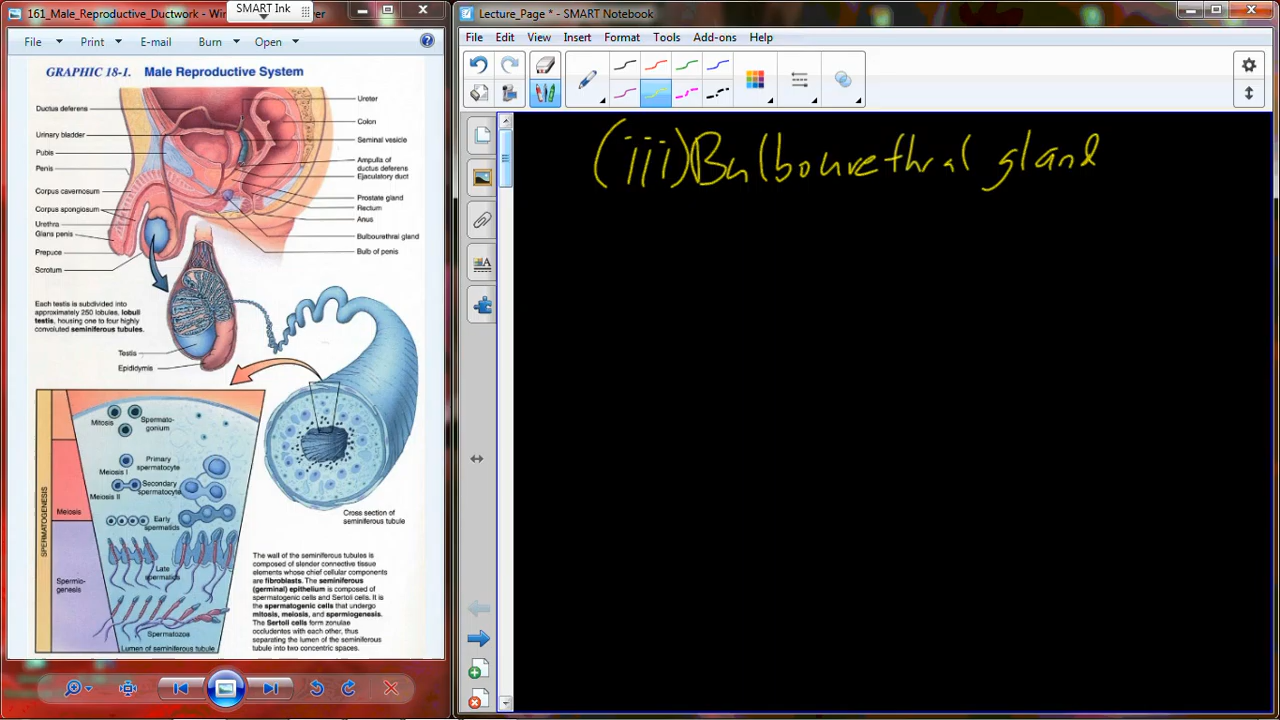 161_Male_Reproductive_Ductwork - Win
SMART Ink
er
File Print E-mail Burn Open
GRAPHIC 18-1. Male Reproductive System
Ductus deferens
Urinary bladder
Pubis
Penis
Corpus cavernosum
Corpus spongiosum
Urethra
Glans penis
Prepuce
Scrotum
Ureter
Colon
Seminal vesicle
Ampulla of
ductus deferens
Ejaculatory duct
Prostate gland
Rectum
Anus
Bulbourethral gland
Bulb of penis
Each testis is subdivided into
approximately 250 lobules, lobuli
testis, housing one to four highly
convoluted seminiferous tubules.
Testis
Epididymis
SPERMATOGENESIS
Meiosis
Spermio-
genesis
Mitosis
Spermato-
gonium
Primary
spermatocyte
Meiosis I
Secondary
spermatocyte
Meiosis II
Early
spermatids
Late
spermatids
Spermatozoa
Lumen of seminiferous tubule
Cross section of
seminiferous tubule
The wall of the seminiferous tubules is
composed of slender connective tissue
elements whose chief cellular components
are fibroblasts. The seminiferous
(germinal) epithelium is composed of
spermatogenic cells and Sertoli cells. It is
the spermatogenic cells that undergo
mitosis, meiosis, and spermiogenesis.
The Sertoli cells form zonulae
occludentes with each other, thus
separating the lumen of the seminiferous
tubule into two concentric spaces.
Lecture_Page * - SMART Notebook
File Edit View Insert Format Tools Add-ons Help
(iii) Bulbourethral gland